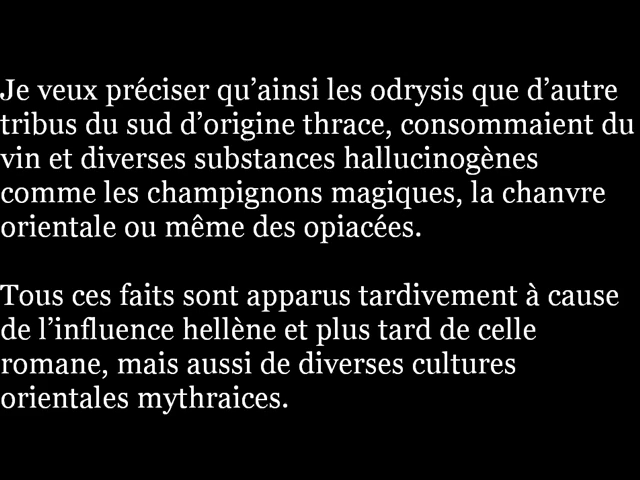 Je veux préciser qu’ainsi les odrysis que d’autre
tribus du sud d’origine thrace, consommaient du
vin et diverses substances hallucinogènes
comme les champignons magiques, la chanvre
orientale ou même des opiacées.
Tous ces faits sont apparus tardivement à cause
de l’influence hellène et plus tard de celle
romane, mais aussi de diverses cultures
orientales mythraices.